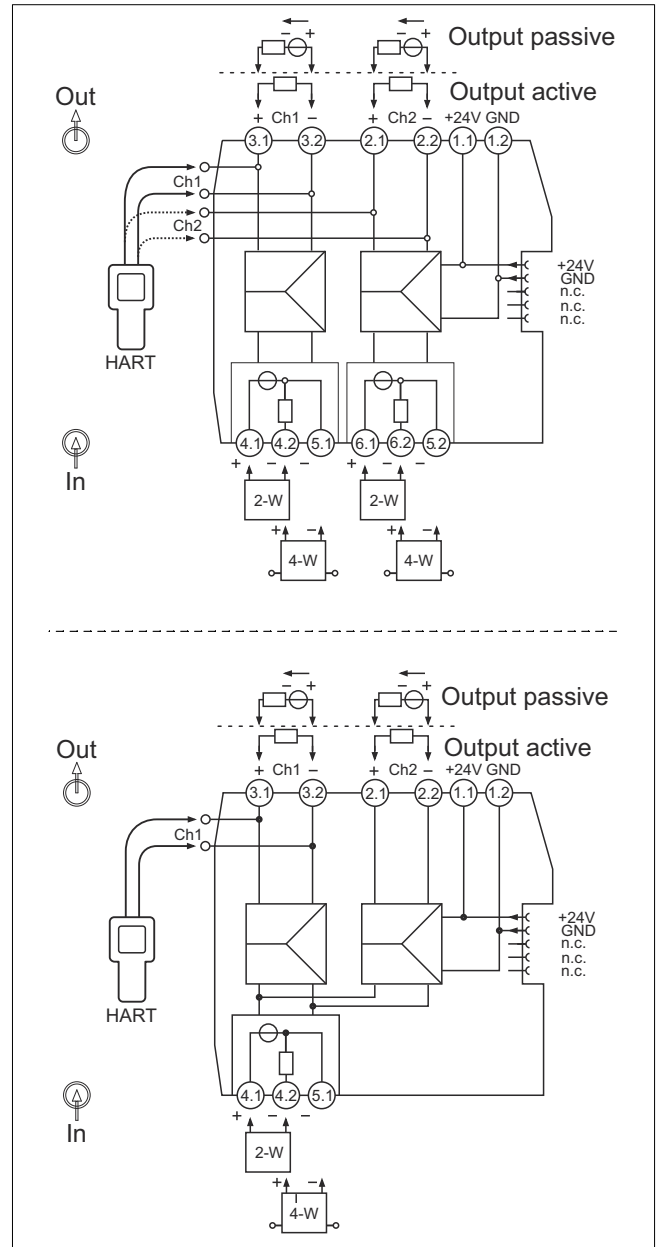 − +
− +
Output passive
Out
Output active
+ Ch1 −
+ Ch2 −
+24V GND
3.1 3.2 2.1 2.2 1.1 1.2
Ch1
Ch2
+24V
GND
n.c.
n.c.
n.c.
HART
4.1 4.2 5.1 6.1 6.2 5.2
+ − −
+ − −
In
2-W
2-W
+ −
+ −
4-W
4-W
− +
− +
Output passive
Out
Output active
+ Ch1 −
+ Ch2 −
+24V GND
3.1 3.2 2.1 2.2 1.1 1.2
Ch1
+24V
GND
n.c.
n.c.
n.c.
HART
4.1 4.2 5.1
+ − −
In
2-W
+ −
4-W